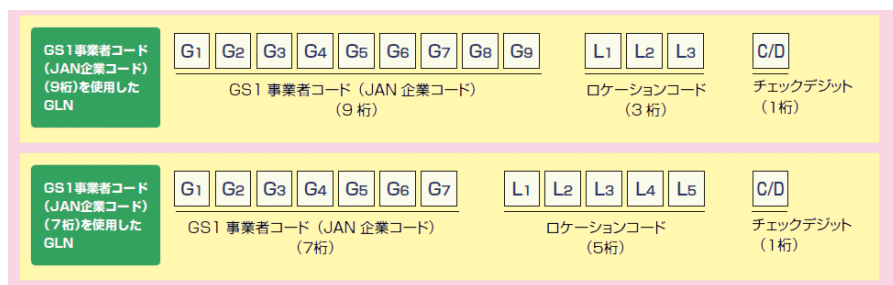 GS1事業者コード
(JAN企業コード)
(9桁)を使用した
GLN
G1 G2 G3 G4 G5 G6 G7 G8 G9
GS1 事業者コード（JAN 企業コード）
（9 桁）
L1 L2 L3
ロケーションコード
（3 桁）
C/D
チェックデジット
（1桁）
GS1事業者コード
(JAN企業コード)
(7桁)を使用した
GLN
G1 G2 G3 G4 G5 G6 G7
GS1 事業者コード（JAN 企業コード）
（7桁）
L1 L2 L3 L4 L5
ロケーションコード
（5桁）
C/D
チェックデジット
（1桁）